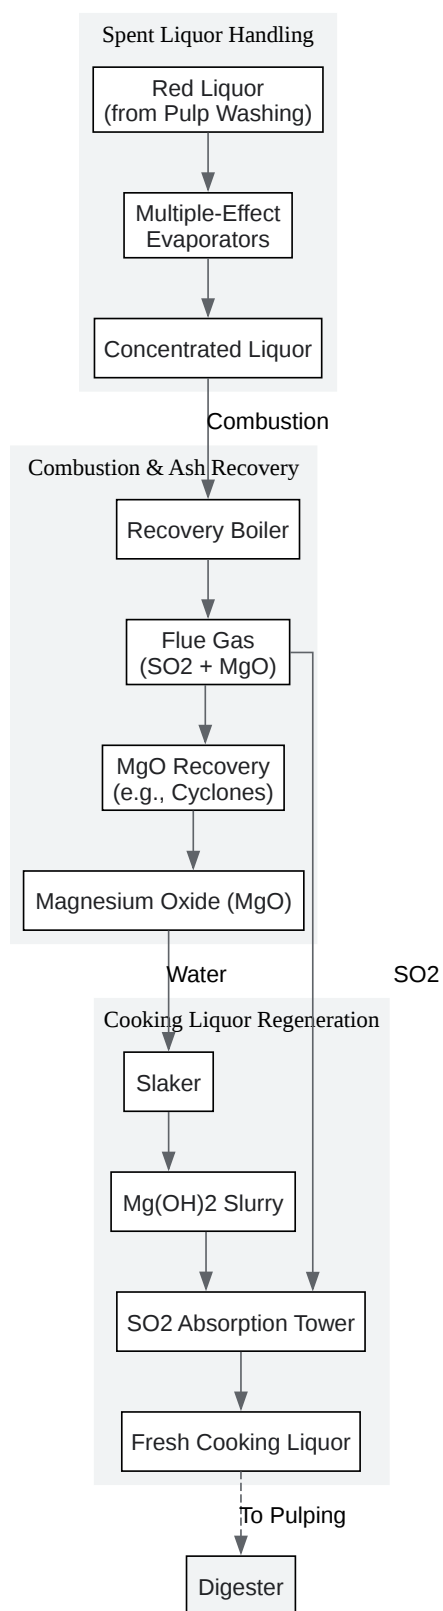 Spent Liquor Handling
Red Liquor
(from Pulp Washing)
Multiple-Effect
Evaporators
Concentrated Liquor
Combustion
Combustion & Ash Recovery
Recovery Boiler
Flue Gas
(SO2 + MgO)
MgO Recovery
(e.g., Cyclones)
Magnesium Oxide (MgO)
Water
SO2
Cooking Liquor Regeneration
Slaker
Mg(OH)2 Slurry
SO2 Absorption Tower
Fresh Cooking Liquor
To Pulping
Digester